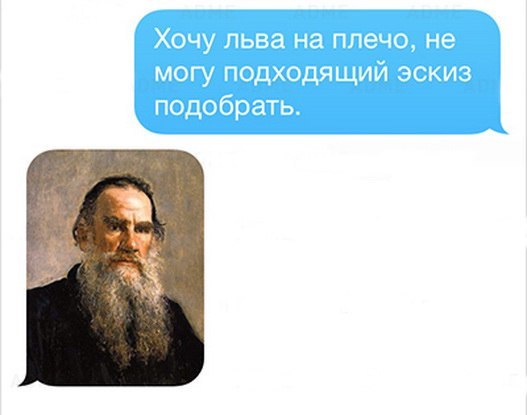 Хочу льва на плечо, не
могу подходящий эскиз
подобрать.